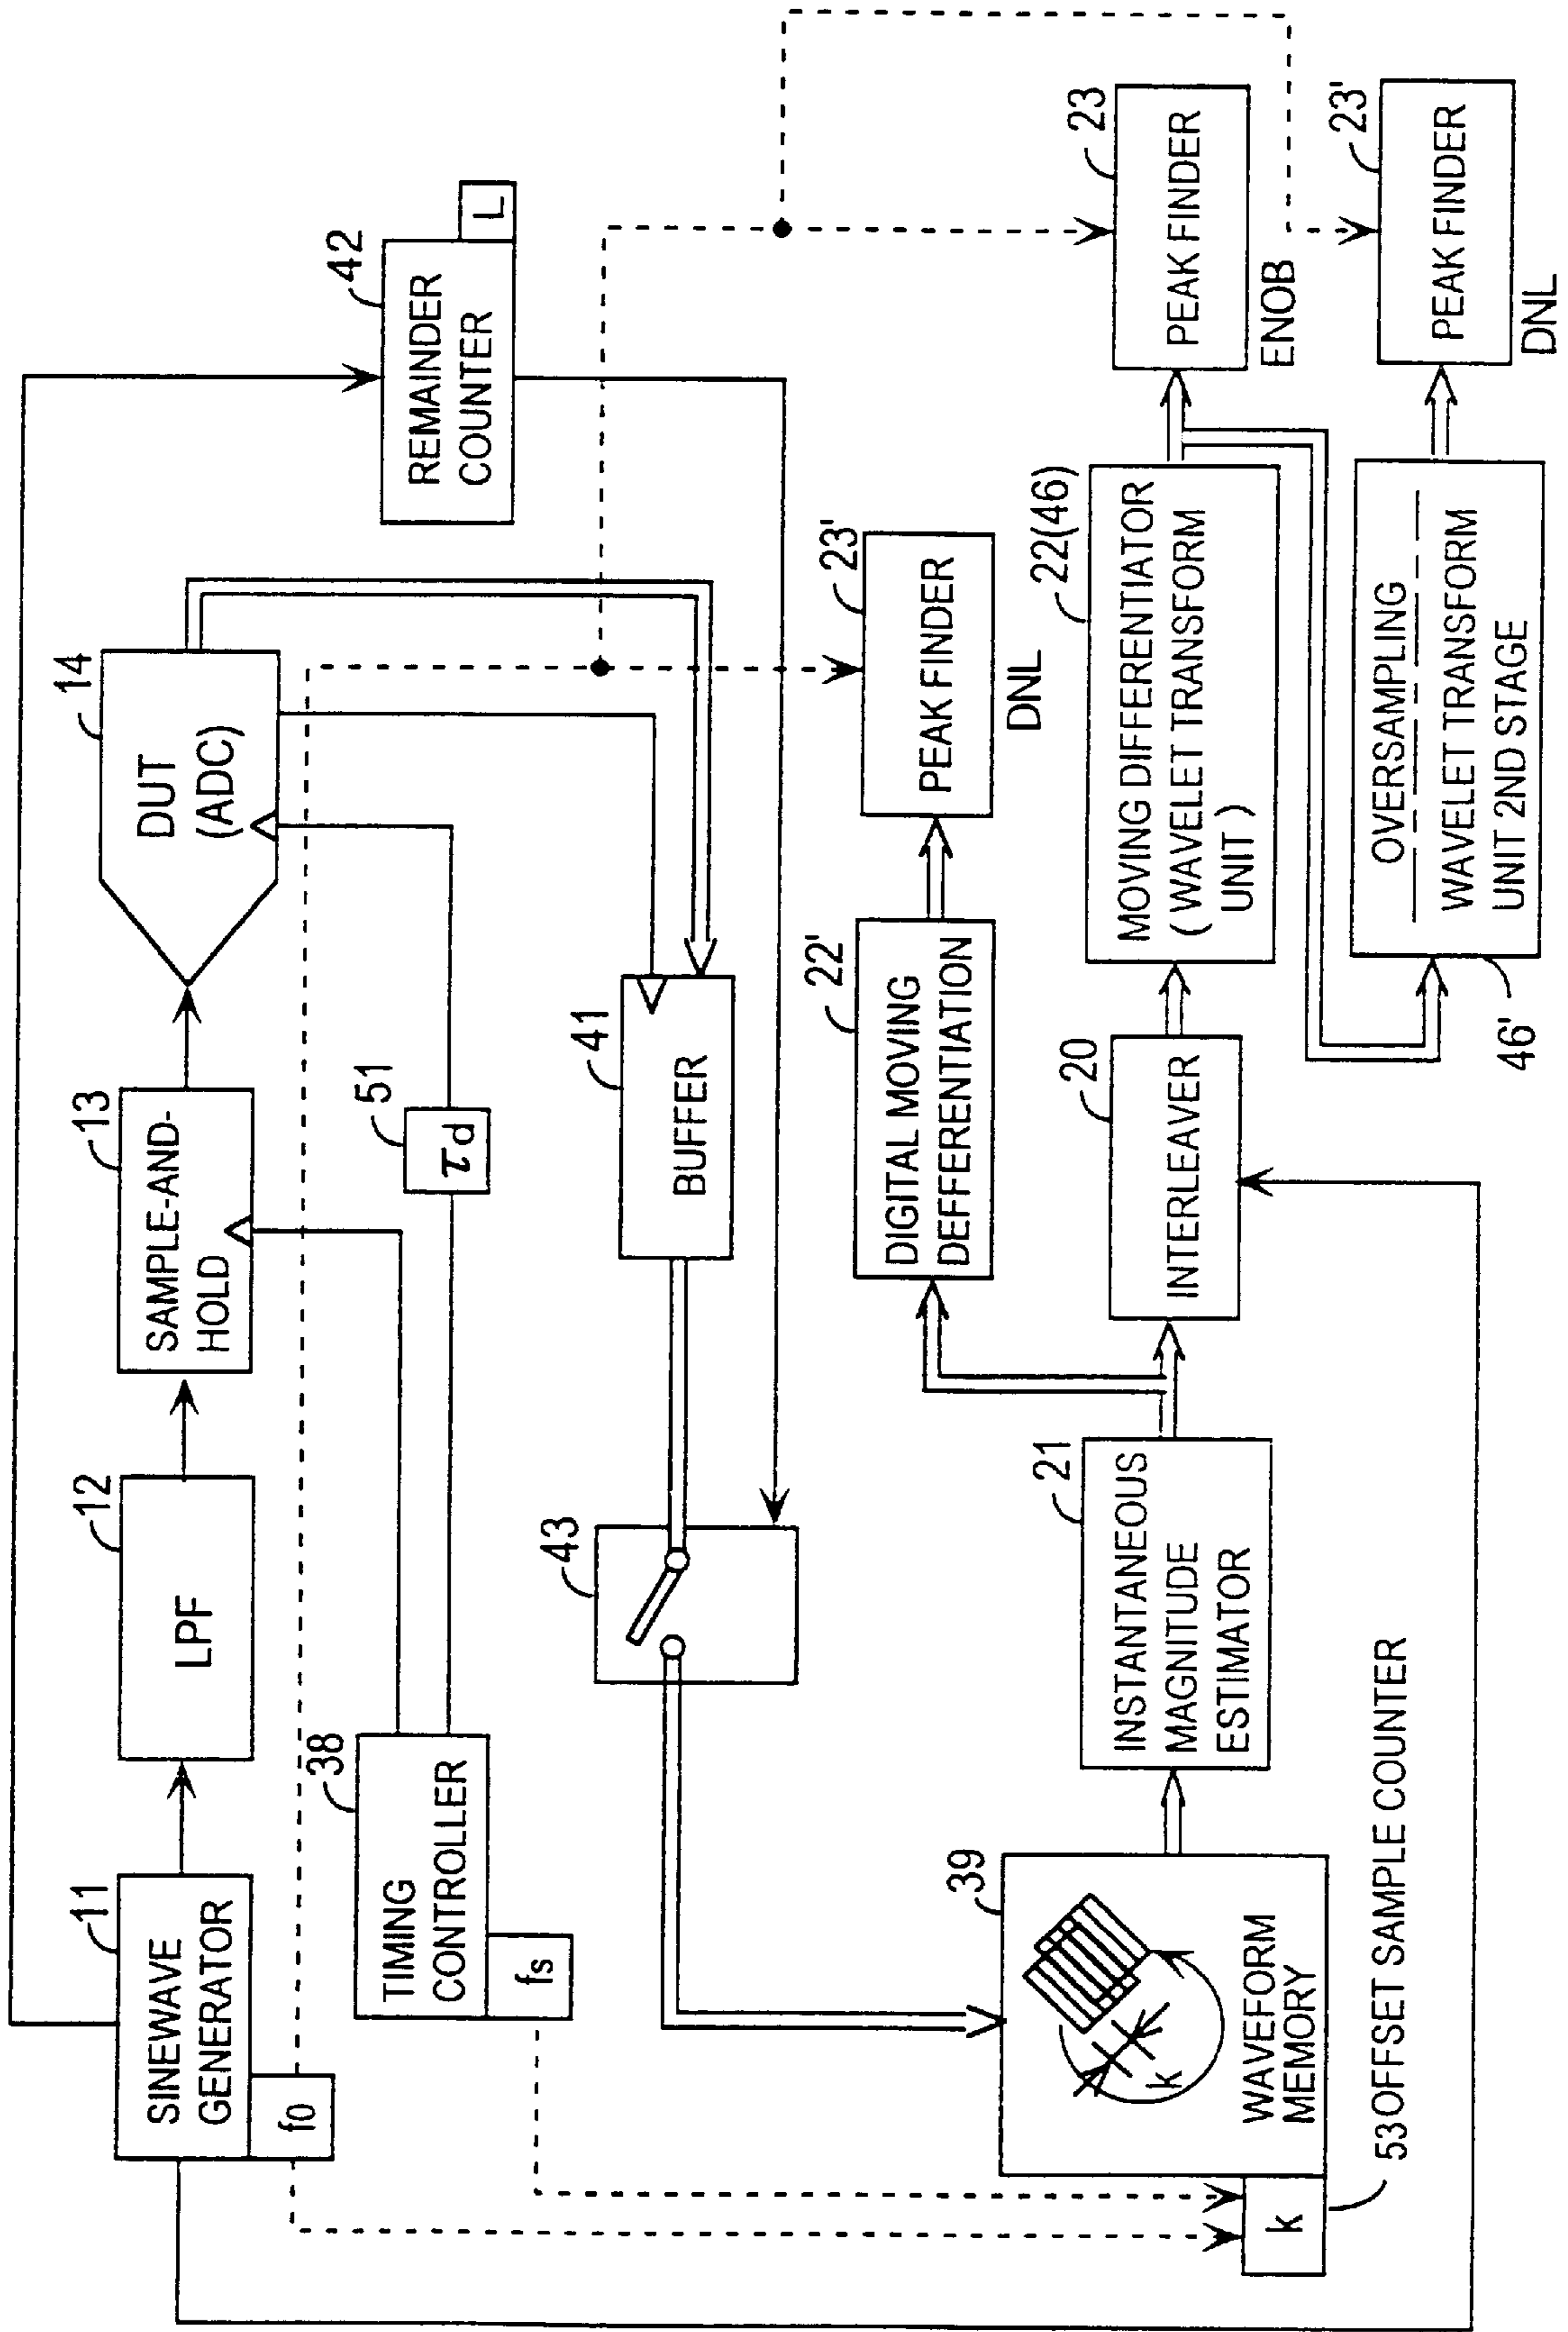 11
SINEWAVE
GENERATOR
f0
12
LPF
13
SAMPLE-AND-
HOLD
14
DUT
(ADC)
38
TIMING
CONTROLLER
fs
51
τd
42
REMAINDER
COUNTER
L
43
41
BUFFER
22'
DIGITAL MOVING
DEFFERENTIATION
23'
PEAK FINDER
DNL
39
WAVEFORM
MEMORY
k
k
53 OFFSET SAMPLE COUNTER
21
INSTANTANEOUS
MAGNITUDE
ESTIMATOR
20
INTERLEAVER
22(46)
MOVING DIFFERENTIATOR
( WAVELET TRANSFORM
UNIT )
23
PEAK FINDER
ENOB
46'
OVERSAMPLING
WAVELET TRANSFORM
UNIT 2ND STAGE
23'
PEAK FINDER
DNL